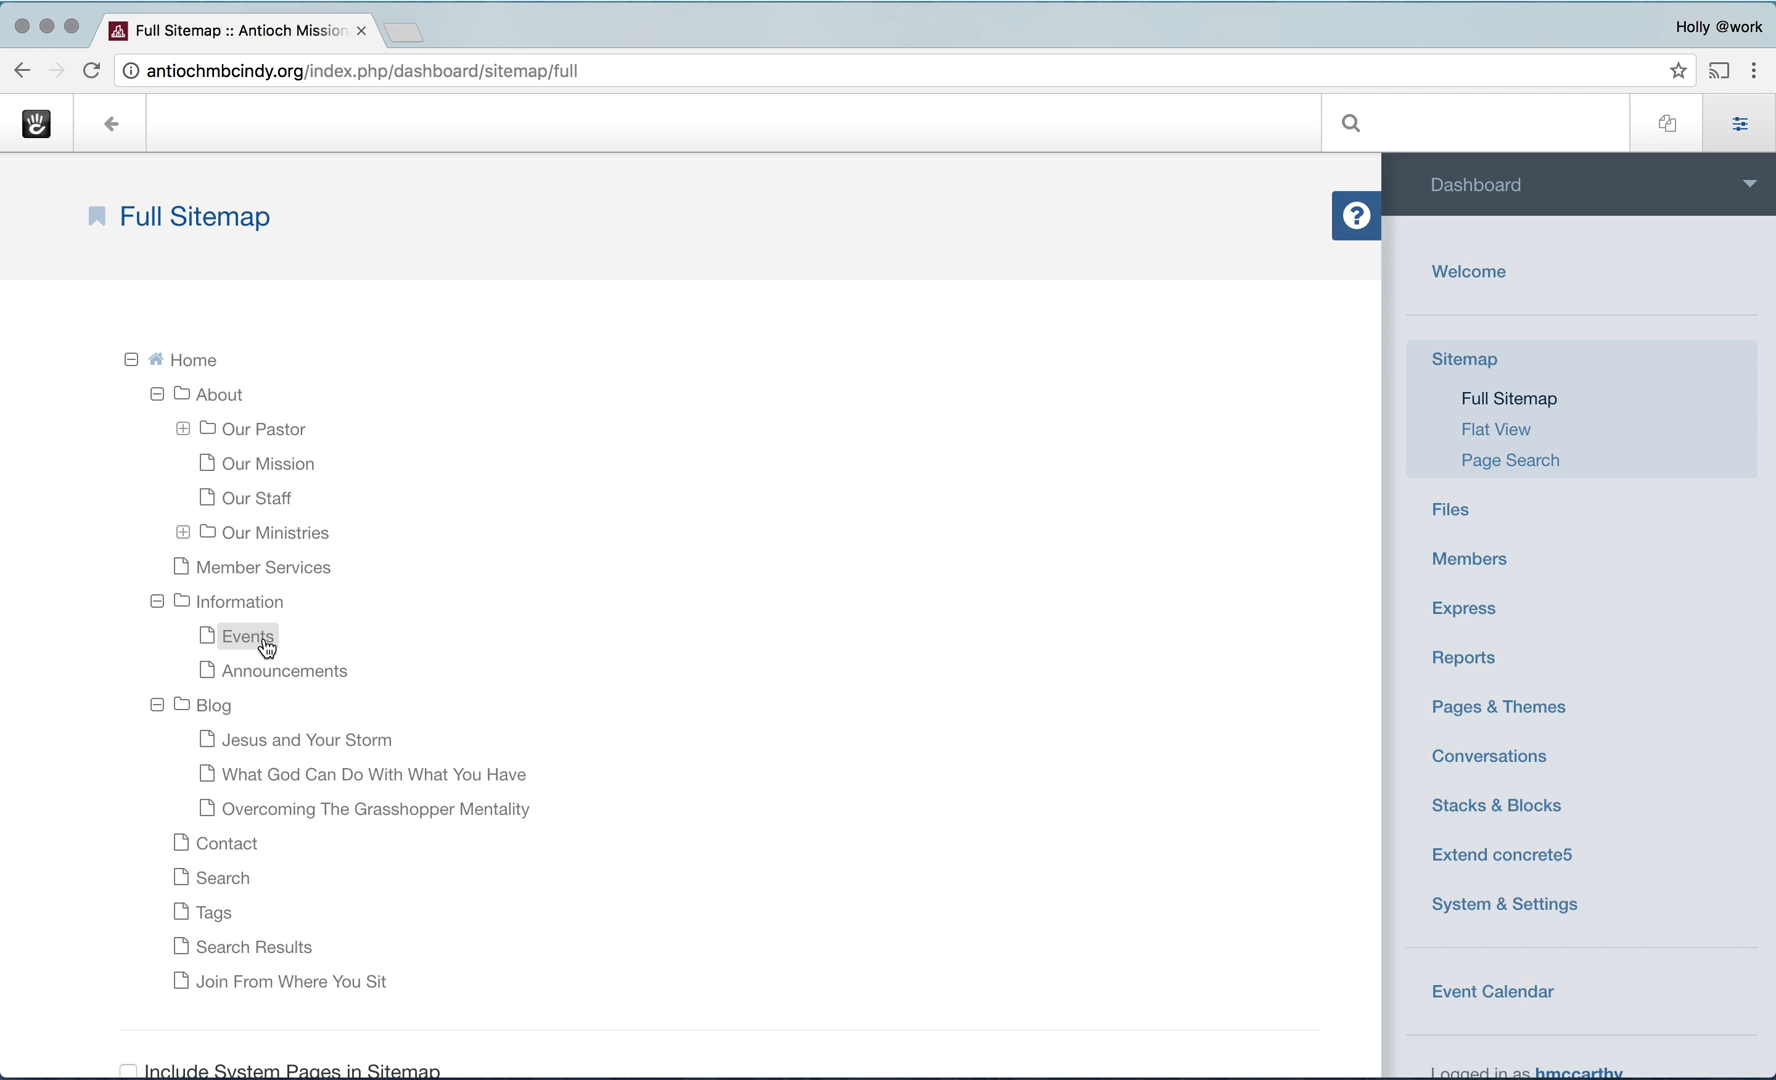 Full Sitemap :: Antioch Mission
Holly @work
antiochmbcindy.org/index.php/dashboard/sitemap/full
Full Sitemap
?
Home
About
Our Pastor
Our Mission
Our Staff
Our Ministries
Member Services
Information
Events
Announcements
Blog
Jesus and Your Storm
What God Can Do With What You Have
Overcoming The Grasshopper Mentality
Contact
Search
Tags
Search Results
Join From Where You Sit
Include System Pages in Sitemap
Dashboard
Welcome
Sitemap
Full Sitemap
Flat View
Page Search
Files
Members
Express
Reports
Pages & Themes
Conversations
Stacks & Blocks
Extend concrete5
System & Settings
Event Calendar
Logged in as hmccarthy